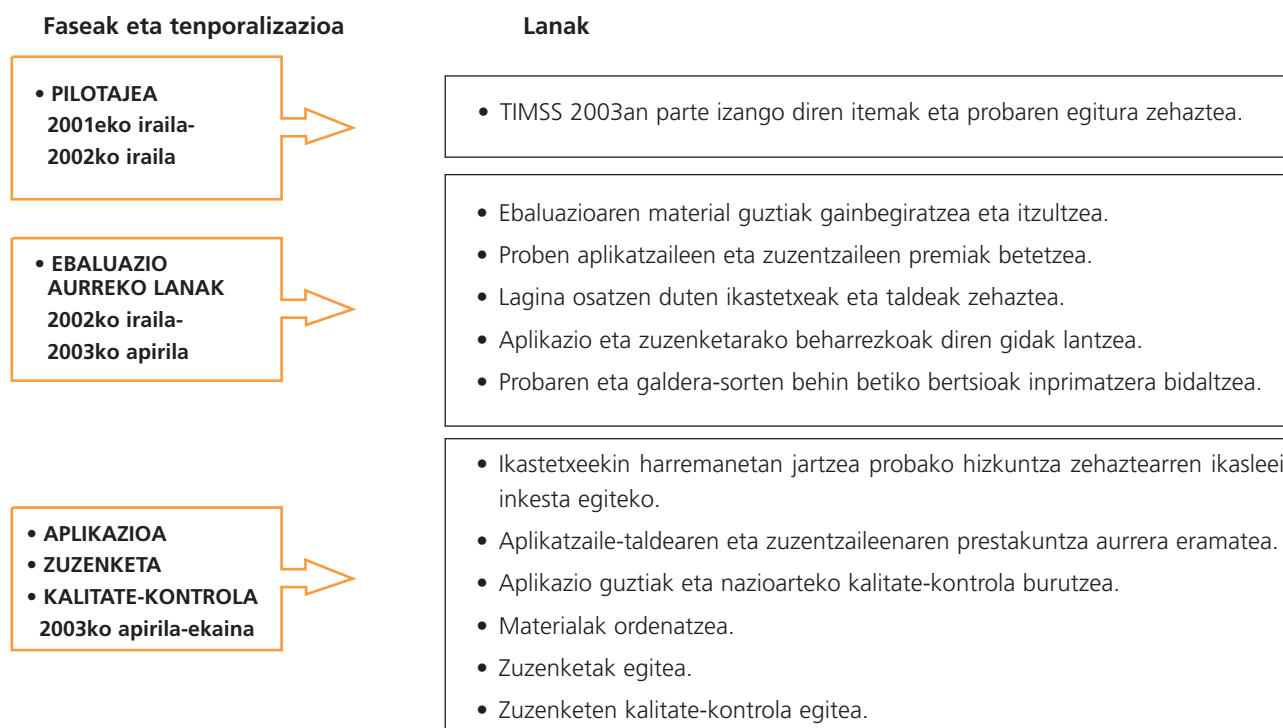 Faseak eta tenporalizazioa
Lanak
• PILOTAJEA
2001eko iraila-
2002ko iraila
• TIMSS 2003an parte izango diren itemak eta probaren egitura zehaztea.
• EBALUAZIO
AURREKO LANAK
2002ko iraila-
2003ko apirila
• Ebaluazioaren material guztiak gainbegiratzea eta itzultzea.
• Proben aplikatzaileen eta zuzentzaileen premiak betetzea.
• Lagina osatzen duten ikastetxeak eta taldeak zehaztea.
• Aplikazio eta zuzenketarako beharrezkoak diren gidak lantzea.
• Probaren eta galdera-sorten behin betiko bertsioak inprimatzera bidaltzea.
• APLIKAZIOA
• ZUZENKETA
• KALITATE-KONTROLA
2003ko apirila-ekaina
• Ikastetxeekin harremanetan jartzea probako hizkuntza zehaztearren ikasleei
inkesta egiteko.
• Aplikatzaile-taldearen eta zuzentzaileenaren prestakuntza aurrera eramatea.
• Aplikazio guztiak eta nazioarteko kalitate-kontrola burutzea.
• Materialak ordenatzea.
• Zuzenketak egitea.
• Zuzenketen kalitate-kontrola egitea.